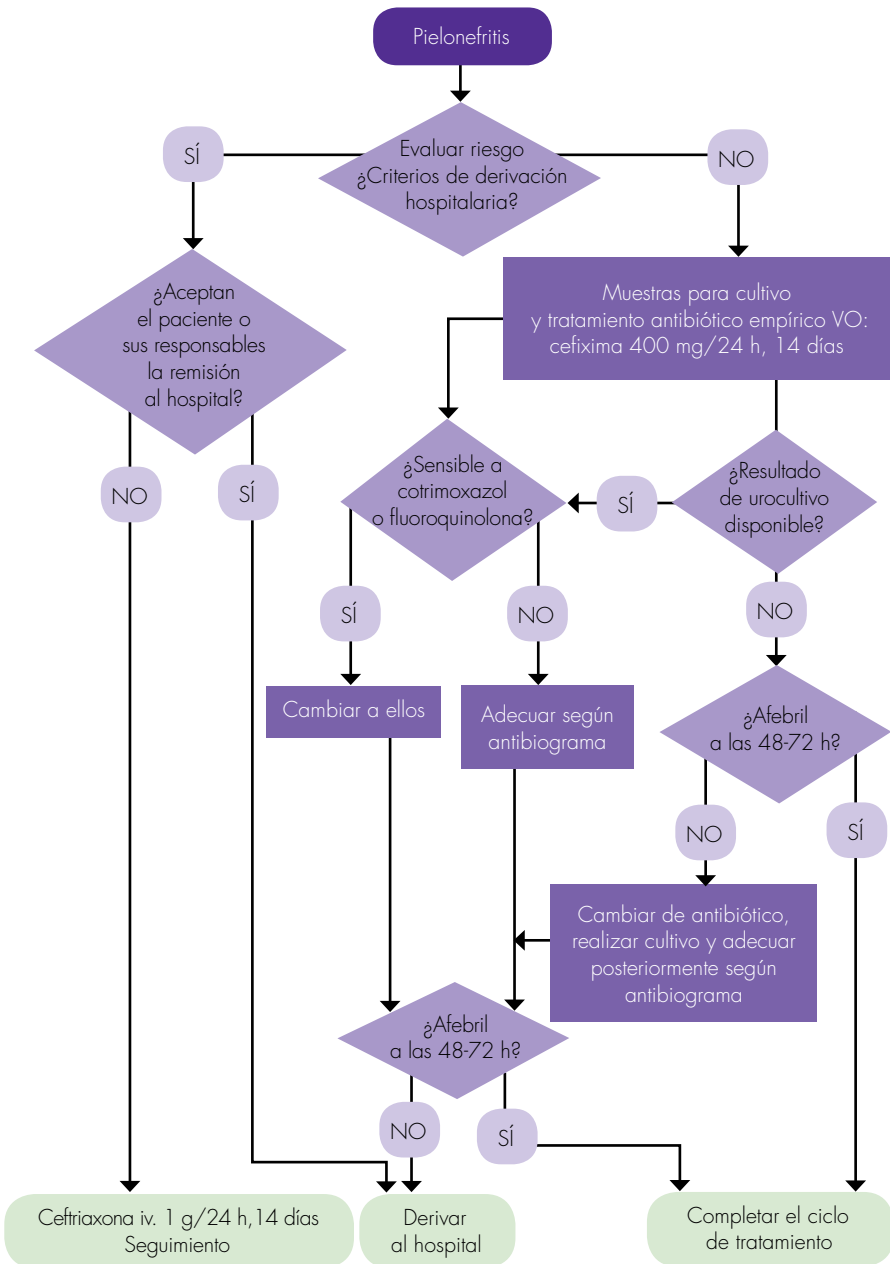 Pielonefritis
Evaluar riesgo
¿Criterios de derivación
hospitalaria?
SÍ
NO
¿Aceptan
el paciente o
sus responsables
la remisión
al hospital?
Muestras para cultivo
y tratamiento antibiótico empírico VO:
cefixima 400 mg/24 h, 14 días
¿Sensible a
cotrimoxazol
o fluoroquinolona?
SÍ
¿Resultado
de urocultivo
disponible?
NO
SÍ
SÍ
NO
NO
Cambiar a ellos
Adecuar según
antibiograma
¿Afebril
a las 48-72 h?
NO
SÍ
Cambiar de antibiótico,
realizar cultivo y adecuar
posteriormente según
antibiograma
¿Afebril
a las 48-72 h?
NO
SÍ
Ceftriaxona iv. 1 g/24 h,14 días
Seguimiento
Derivar
al hospital
Completar el ciclo
de tratamiento